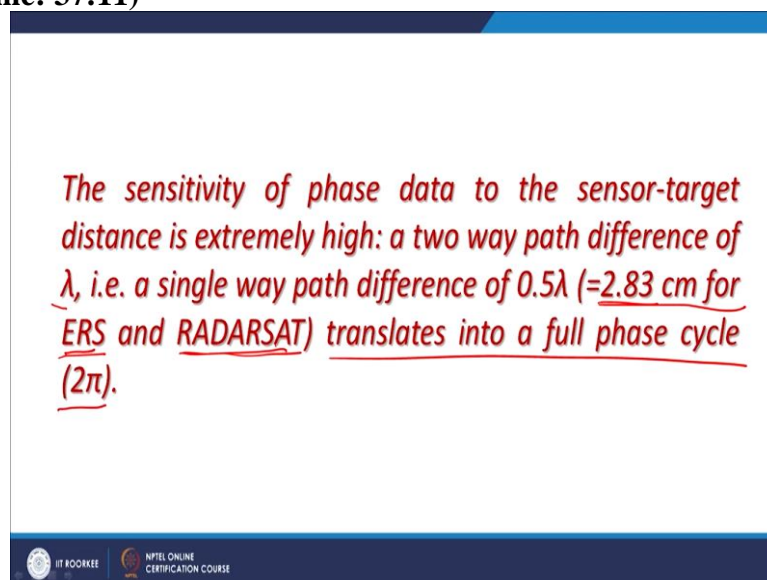 The sensitivity of phase data to the sensor-target
distance is extremely high: a two way path difference of
λ, i.e. a single way path difference of 0.5λ (=2.83 cm for
ERS and RADARSAT) translates into a full phase cycle
(2π).
IIT ROORKEE
NPTEL ONLINE
CERTIFICATION COURSE